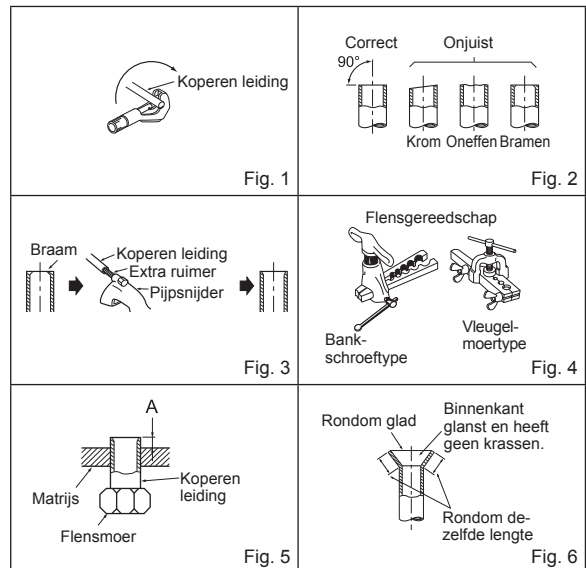 Koperen leiding
Fig. 1
Correct
Onjuist
90°
Krom Oneffen Bramen
Fig. 2
Braam
Koperen leiding
Extra ruimer
Pijpsnijder
Fig. 3
Flensgereedschap
Bank-
schroeftype
Vleugel-
moertype
Fig. 4
A
Matrijs
Koperen
leiding
Flensmoer
Fig. 5
Rondom glad
Binnenkant
glanst en heeft
geen krassen.
Rondom de-
zelfde lengte
Fig. 6